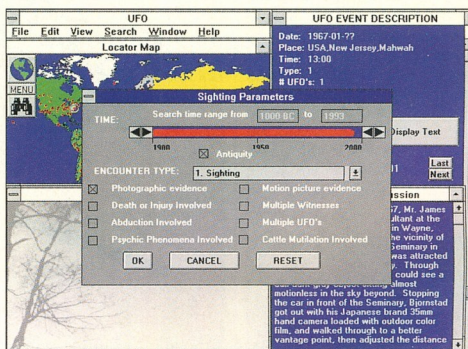 UFO
File Edit View Search Window Help
Locator Map
MENU
UFO EVENT DESCRIPTION
Date: 1967-01-??
Place: USA,New Jersey,Mahwah
Time: 13:00
Type: 1
# UFO's: 1
Display Text
Last
Next
Sighting Parameters
TIME:
Search time range from 1000 BC to 1993
1900 1950 2000
Antiquity
ENCOUNTER TYPE: 1. Sighting
Photographic evidence
Motion picture evidence
Death or Injury Involved
Multiple Witnesses
Abduction Involved
Multiple UFO's
Psychic Phenomena Involved
Cattle Mutilation Involved
OK CANCEL RESET
ussion
67, Mr. James
ultant at the
in Wayne,
he vicinity of
Seminary in
was attracted
y. Through
could see a
almost
motionless in the sky beyond. Stopping
the car in front of the Seminary, Bjornstad
got out with his Japanese brand 35mm
hand camera loaded with outdoor color
film, and walked through to a better
vantage point, then adjusted the distance